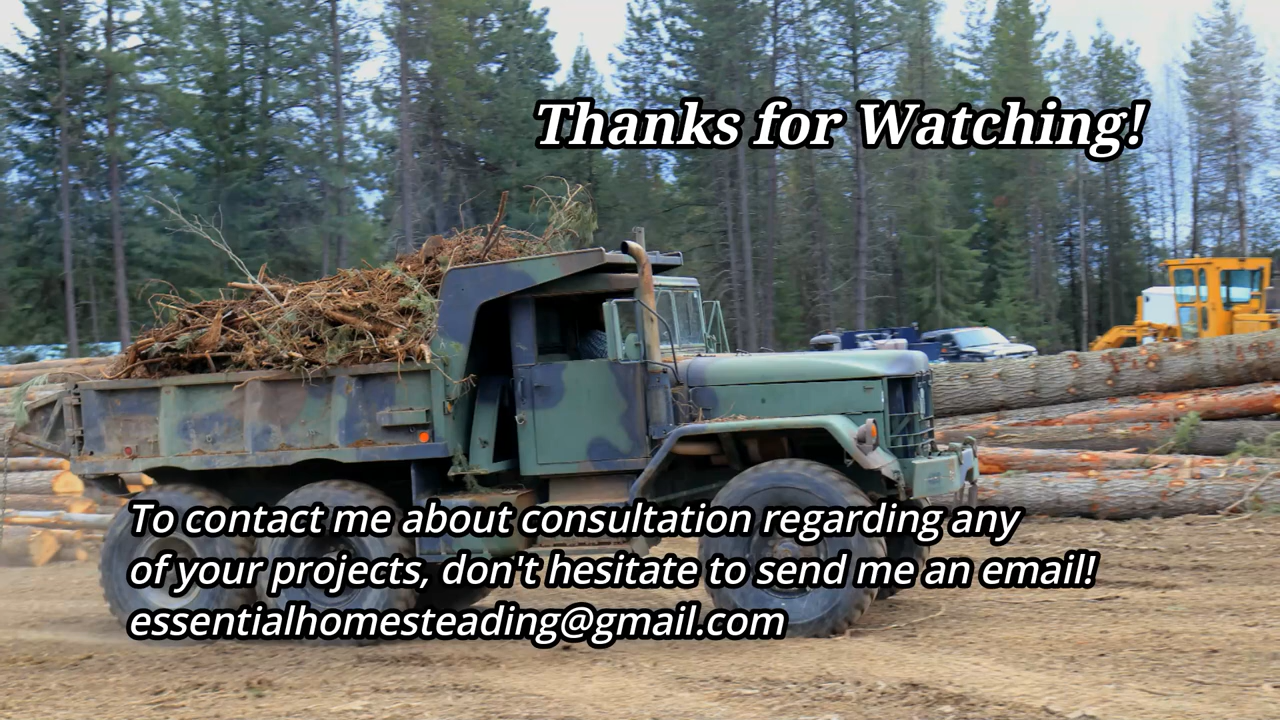 Thanks for Watching!
To contact me about consultation regarding any
of your projects, don't hesitate to send me an email!
essentialhomesteading@gmail.com